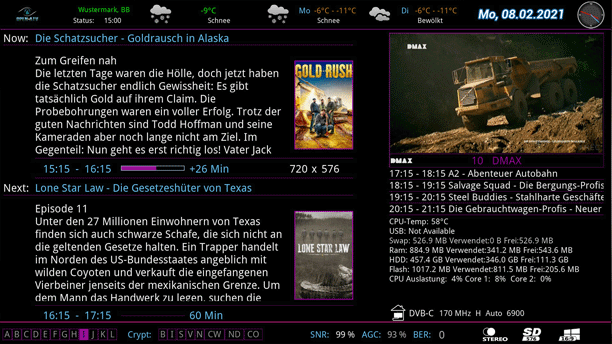 Wustermark, BB
Status: 15:00
-9°C
Schnee
Mo -6°C - -11°C
Schnee
Di -6°C - -11°C
Bewölkt
Mo, 08.02.2021
Now: Die Schatzsucher - Goldrausch in Alaska
Zum Greifen nah
Die letzten Tage waren die Hölle, doch jetzt haben
die Schatzsucher endlich Gewissheit: Es gibt
tatsächlich Gold auf ihrem Claim. Die
Probebohrungen waren ein voller Erfolg. Trotz der
guten Nachrichten sind Todd Hoffman und seine
Kameraden aber noch lange nicht am Ziel. Im
Gegenteil: Nun geht es erst richtig los! Vater Jack
GOLD RUSH
15:15 - 16:15 +26 Min 720 x 576
Next: Lone Star Law - Die Gesetzeshüter von Texas
Episode 11
Unter den 27 Millionen Einwohnern von Texas
finden sich auch schwarze Schafe, die sich nicht an
die geltenden Gesetze halten. Ein Trapper handelt
im Norden des US-Bundesstaates angeblich mit
wilden Coyoten und verkauft die eingefangenen
Vierbeiner jenseits der mexikanischen Grenze. Um
dem Mann das Handwerk zu legen, suchen die
LONE STAR LAW
16:15 - 17:15 60 Min
DMAX
DMAX 10 DMAX
17:15 - 18:15 A2 - Abenteuer Autobahn
18:15 - 19:15 Salvage Squad - Die Bergungs-Profis
19:15 - 20:15 Steel Buddies - Stahlharte Geschäfte
20:15 - 21:15 Die Gebrauchtwagen-Profis - Neuer
CPU-Temp: 58°C
USB: Not Available
Swap: 526.9 MB Verwendet:0 B Frei:526.9 MB
Ram: 884.9 MB Verwendet:341.2 MB Frei:543.6 MB
HDD: 457.4 GB Verwendet:346.0 GB Frei:111.3 GB
Flash: 1017.2 MB Verwendet:811.5 MB Frei:205.6 MB
CPU Auslastung: 4% Core 1: 8% Core 2: 0%
DVB-C 170 MHz H Auto 6900
A B C D E F G H I J K L Crypt: B I S V N CW ND CO SNR: 99 % AGC: 93 % BER: 0
STEREO
SD
576
16:9